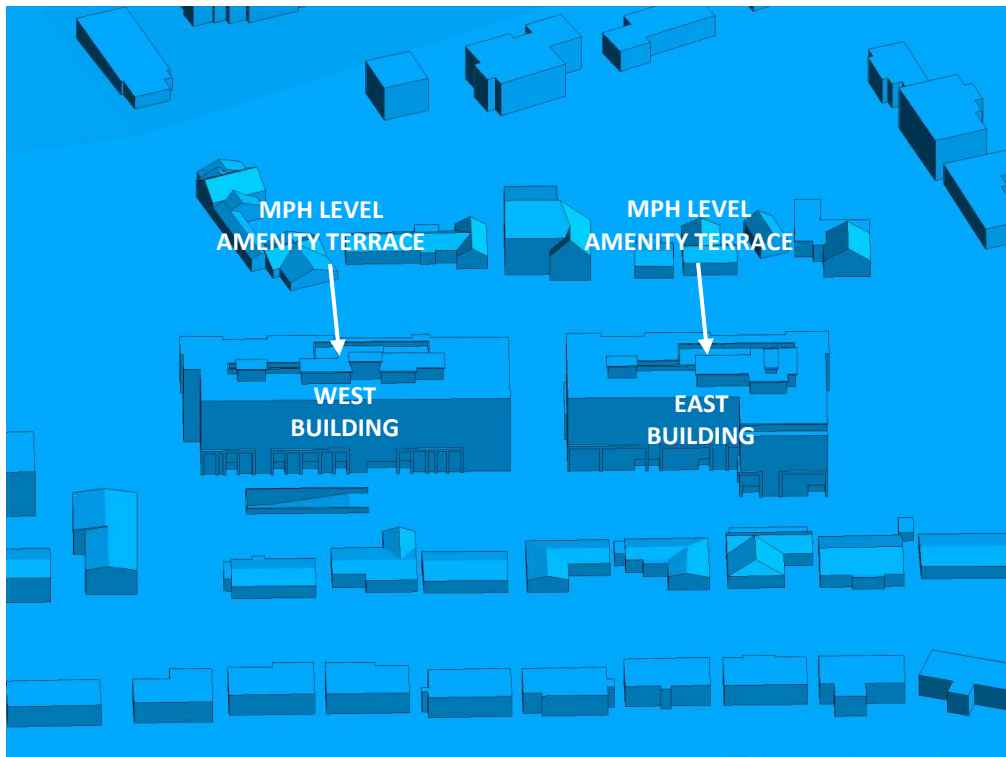 MPH LEVEL
AMENITY TERRACE
MPH LEVEL
AMENITY TERRACE
WEST
BUILDING
EAST
BUILDING